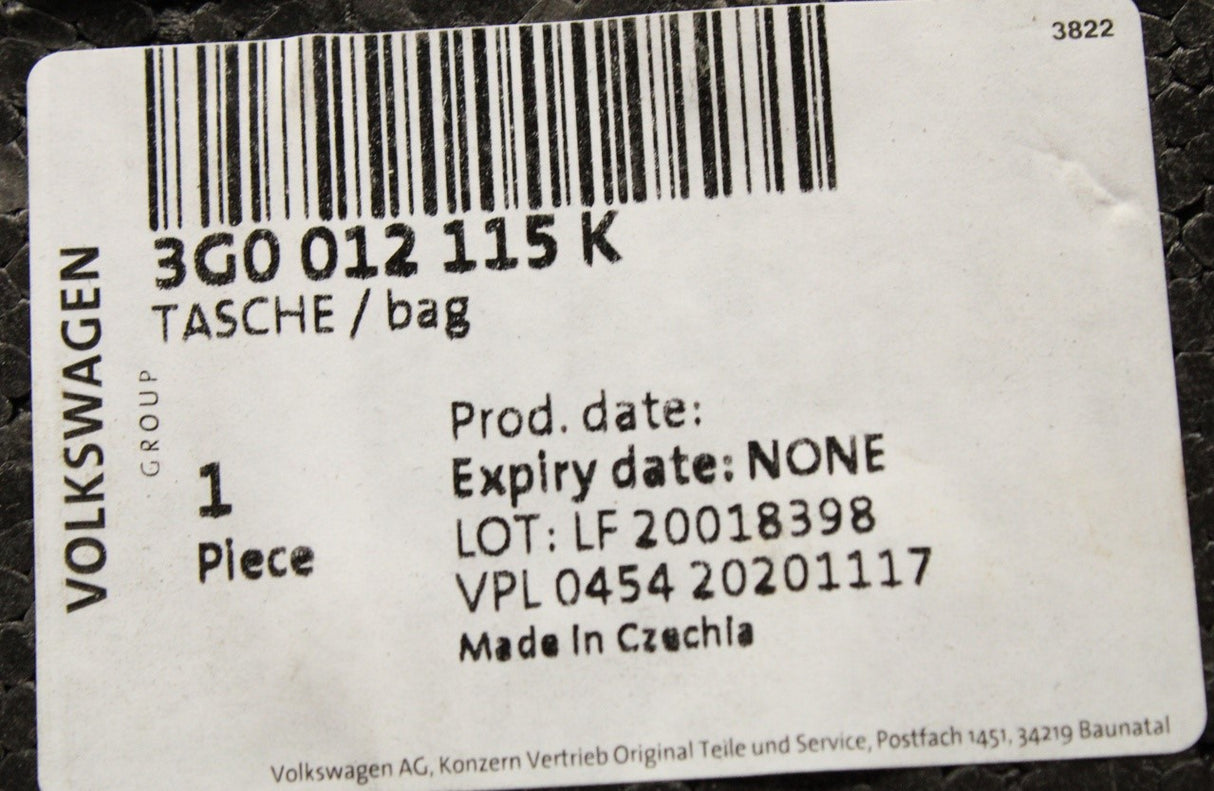 3822
3G0 012 115 K
TASCHE / bag
VOLKSWAGEN
GROUP
1
Piece
Prod. date:
Expiry date: NONE
LOT: LF 20018398
VPL 0454 20201117
Made in Czechia
Volkswagen AG, Konzern Vertrieb Original Teile und Service, Postfach 1451, 34219 Baunatal